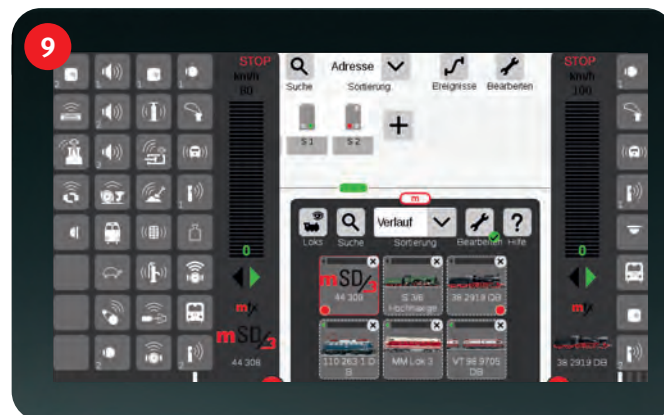 9
STOP
km/h
80
0
m/x
mSD/3
44 308
Adresse
Suche Sortierung Ereignisse Bearbeiten
S 1 S 2
m
Verlauf
Loks Suche Sortierung Bearbeiten Hilfe
mSD/3
44 308
S 3/6
38 2919 DB
110 263-1 D
B
MM Lok 3
VT 98 9705
DB
STOP
km/h
100
0
m/x
38 2919 DB